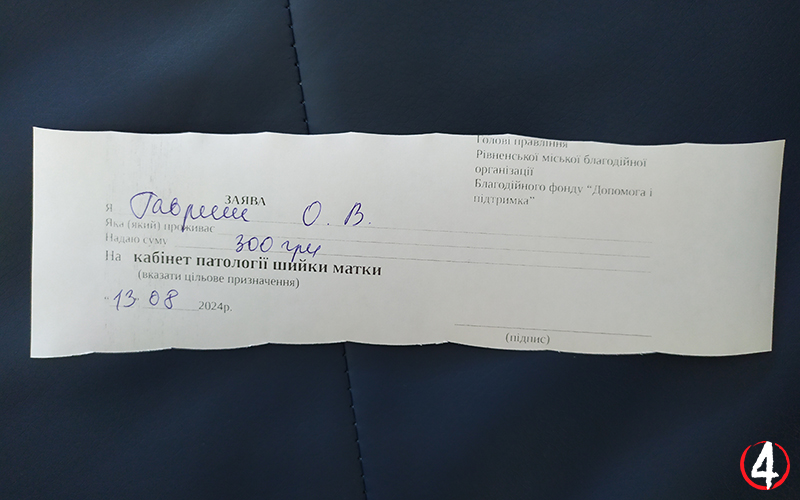 Голові правління
Рівненської міської благодійної
організації
Благодійного фонду “Допомога і
підтримка”
ЗАЯВА
Я Гавриш О. В.
Яка (який) проживає
Надаю суму 300 грн
На кабінет патології шийки матки
(вказати цільове призначення)
“13” 08 2024р.
(підпис)
4